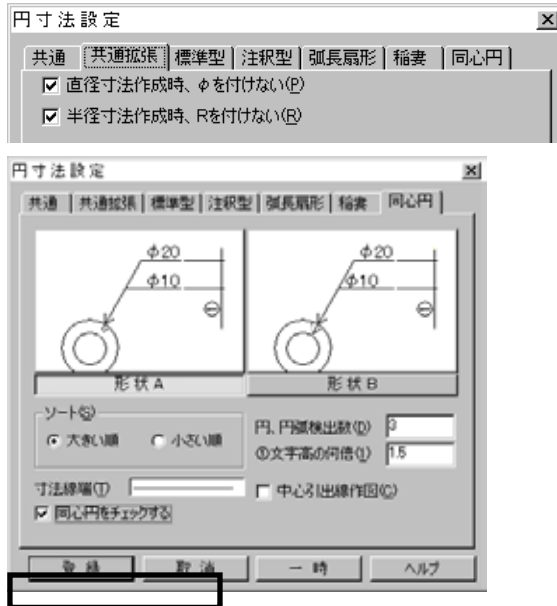 円寸法設定
共通 共通拡張 標準型 注釈型 弧長扇形 稲妻 同心円
直径寸法作成時、φを付けない(P)
半径寸法作成時、Rを付けない(R)
円寸法設定
共通 共通拡張 標準型 注釈型 弧長扇形 稲妻 同心円
φ20 φ20
φ10 φ10
① ①
形状A 形状B
ソート(S)
大きい順 小さい順
円、円弧検出数(D) 3
①文字高の何倍(I) 1.5
寸法線端(T)
中心引出線作図(C)
同心円をチェックする
登録 取消 一時 ヘルプ